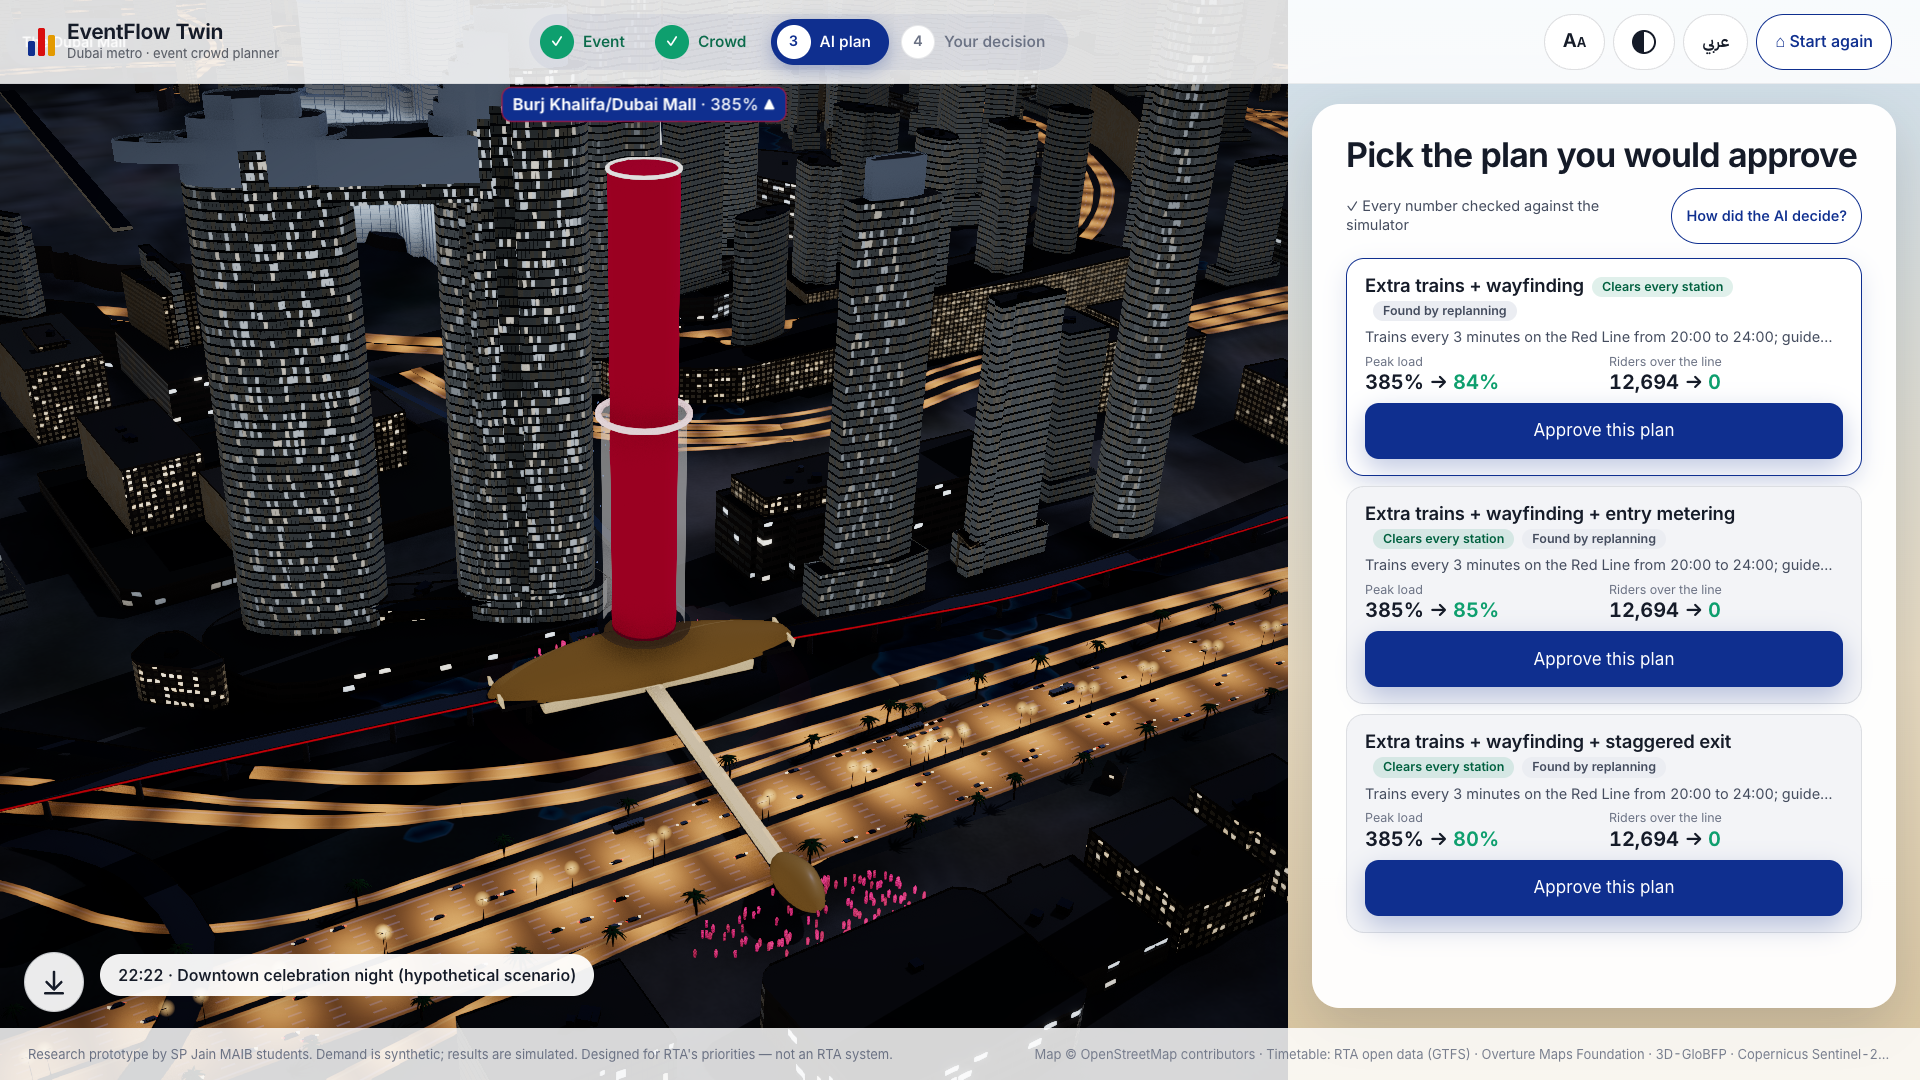 EventFlow Twin
Dubai metro · event crowd planner
Event
Crowd
3 AI plan
4 Your decision
AA
عربي
⌂ Start again
Burj Khalifa/Dubai Mall · 385% ▲
22:22 · Downtown celebration night (hypothetical scenario)
Pick the plan you would approve
✓ Every number checked against the
simulator
How did the AI decide?
Extra trains + wayfinding Clears every station
Found by replanning
Trains every 3 minutes on the Red Line from 20:00 to 24:00; guide...
Peak load Riders over the line
385% → 84% 12,694 → 0
Approve this plan
Extra trains + wayfinding + entry metering
Clears every station Found by replanning
Trains every 3 minutes on the Red Line from 20:00 to 24:00; guide...
Peak load Riders over the line
385% → 85% 12,694 → 0
Approve this plan
Extra trains + wayfinding + staggered exit
Clears every station Found by replanning
Trains every 3 minutes on the Red Line from 20:00 to 24:00; guide...
Peak load Riders over the line
385% → 80% 12,694 → 0
Approve this plan
Research prototype by SP Jain MAIB students. Demand is synthetic; results are simulated. Designed for RTA's priorities — not an RTA system.
Map © OpenStreetMap contributors · Timetable: RTA open data (GTFS) · Overture Maps Foundation · 3D-GloBFP · Copernicus Sentinel-2...